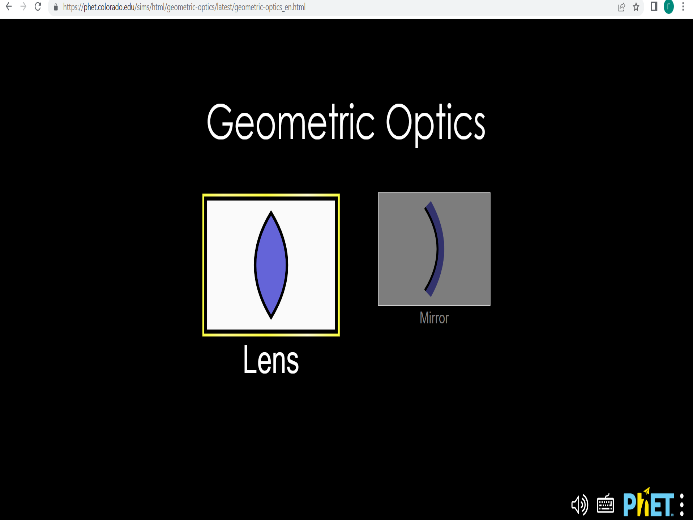 https://phet.colorado.edu/sims/html/geometric-optics/latest/geometric-optics_en.html
Geometric Optics
Lens
Mirror
PhET